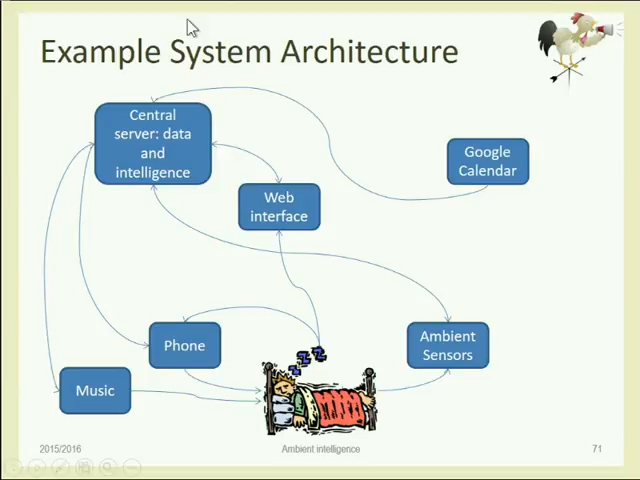 Example System Architecture
Central
server: data
and
intelligence
Google
Calendar
Web
interface
Phone
Ambient
Sensors
Music
2015/2016
Ambient intelligence
71